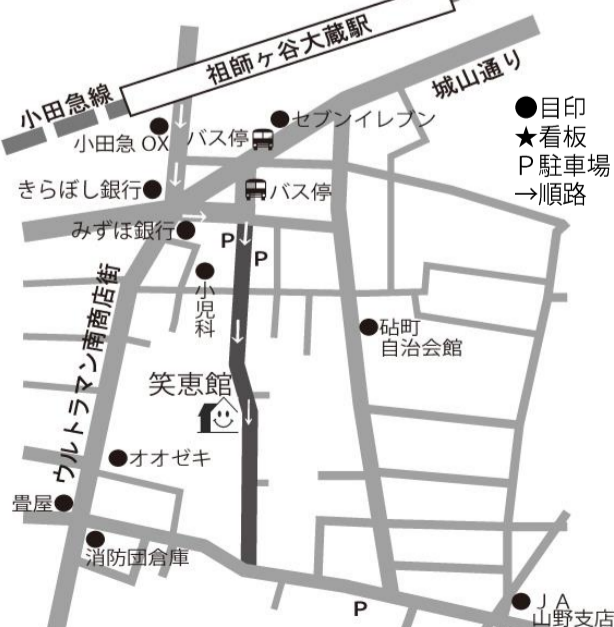 祖師ヶ谷大蔵駅
小田急線
城山通り
●目印
★看板
P駐車場
→順路
小田急 OX
バス停
セブンイレブン
きらぼし銀行
バス停
みずほ銀行
P
P
小児科
ウルトラマン南商店街
砧町
自治会館
笑恵館
オオゼキ
畳屋
消防団倉庫
P
JA
山野支店